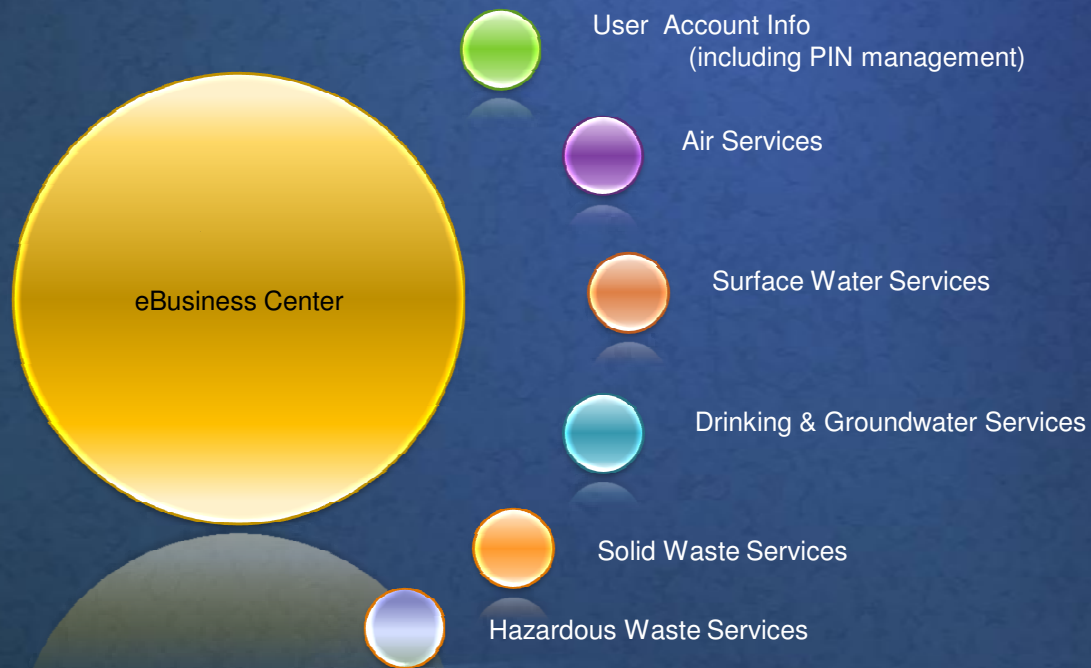 User Account Info
(including PIN management)
Air Services
Surface Water Services
eBusiness Center
Drinking & Groundwater Services
Solid Waste Services
Hazardous Waste Services